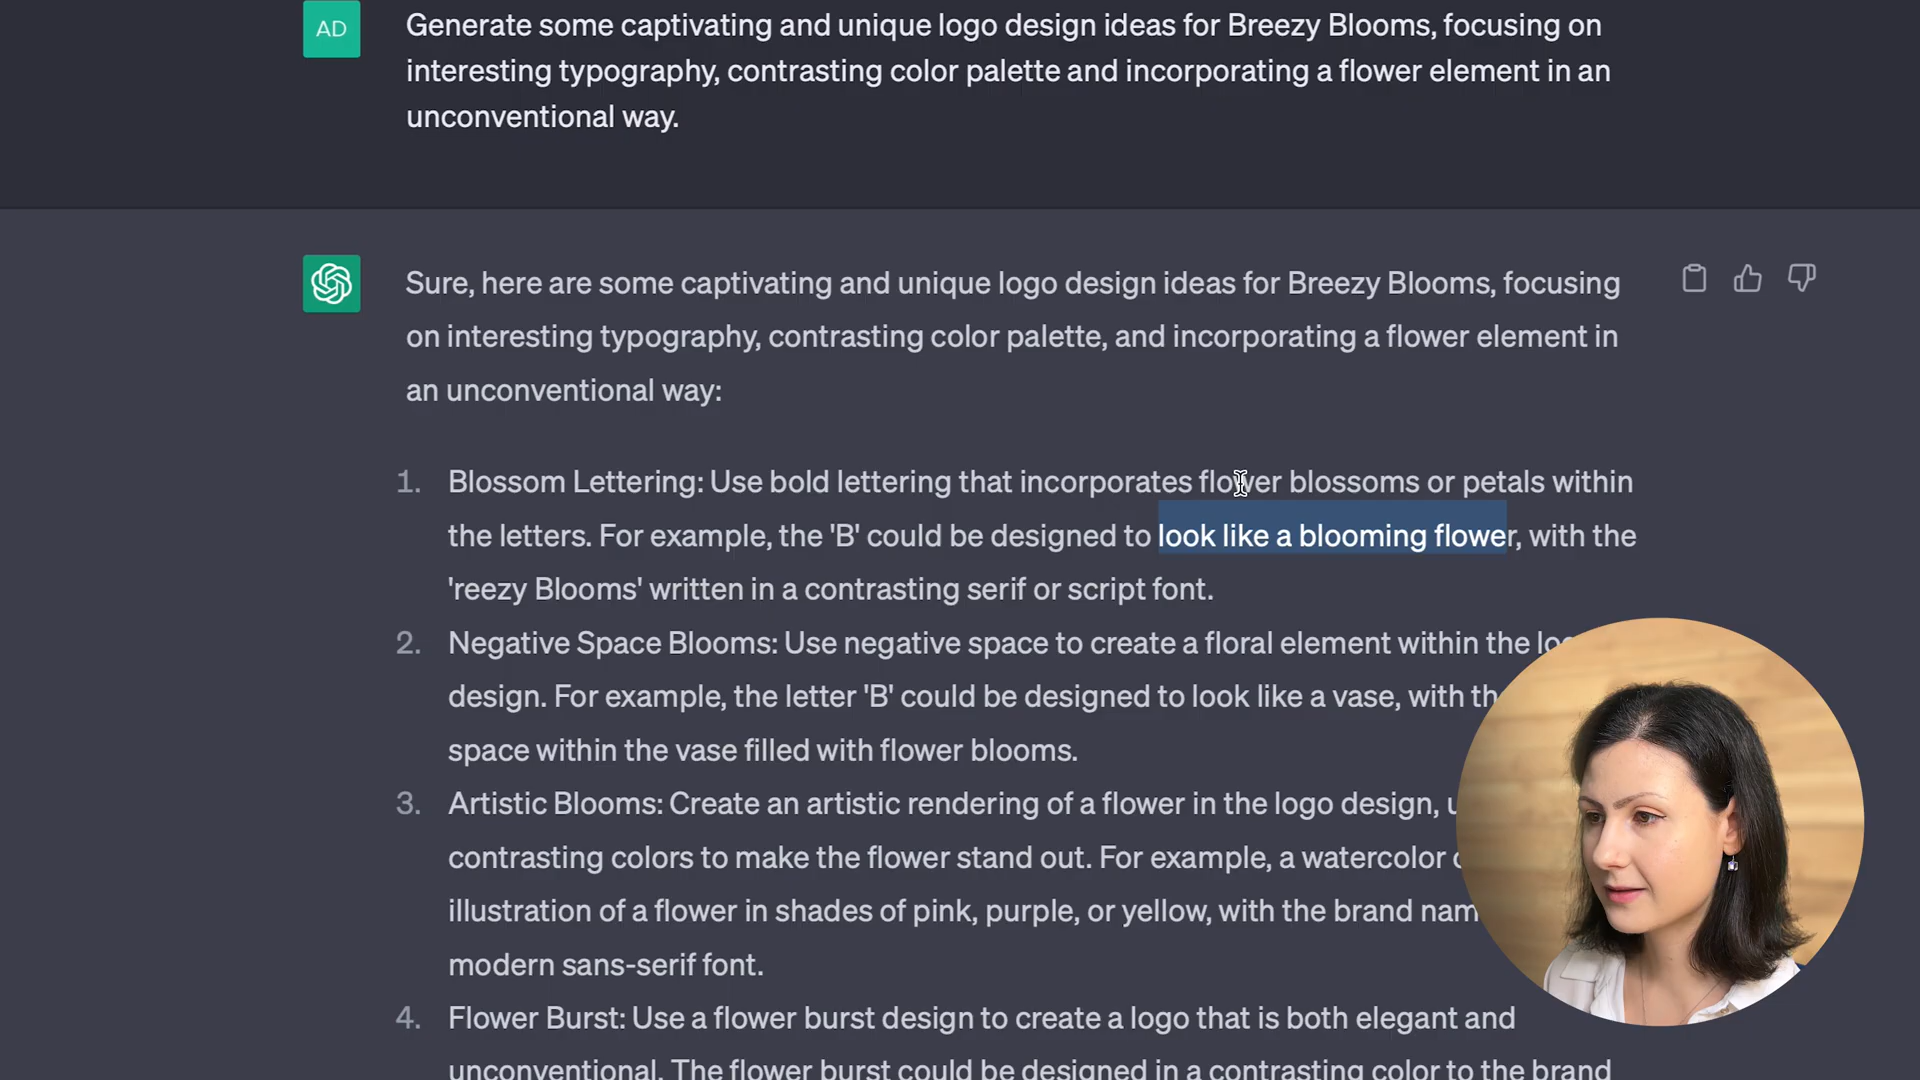 AD
Generate some captivating and unique logo design ideas for Breezy Blooms, focusing on
interesting typography, contrasting color palette and incorporating a flower element in an
unconventional way.
Sure, here are some captivating and unique logo design ideas for Breezy Blooms, focusing
on interesting typography, contrasting color palette, and incorporating a flower element in
an unconventional way:
1. Blossom Lettering: Use bold lettering that incorporates flower blossoms or petals within
the letters. For example, the 'B' could be designed to look like a blooming flower, with the
'reezy Blooms' written in a contrasting serif or script font.
2. Negative Space Blooms: Use negative space to create a floral element within the
design. For example, the letter 'B' could be designed to look like a vase, with
space within the vase filled with flower blooms.
3. Artistic Blooms: Create an artistic rendering of a flower in the logo design,
contrasting colors to make the flower stand out. For example, a watercolor
illustration of a flower in shades of pink, purple, or yellow, with the brand
modern sans-serif font.
4. Flower Burst: Use a flower burst design to create a logo that is both elegant and
unconventional. The flower burst could be designed in a contrasting color to the brand